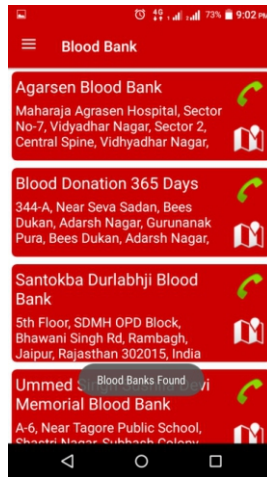 4G 73% 9:02 PM
Blood Bank
Agarsen Blood Bank
Maharaja Agrasen Hospital, Sector
No-7, Vidyadhar Nagar, Sector 2,
Central Spine, Vidhyadhar Nagar,
Blood Donation 365 Days
344-A, Near Seva Sadan, Bees
Dukan, Adarsh Nagar, Gurunanak
Pura, Bees Dukan, Adarsh Nagar,
Santokba Durlabhji Blood
Bank
5th Floor, SDMH OPD Block,
Bhawani Singh Rd, Rambagh,
Jaipur, Rajasthan 302015, India
Ummed
Blood Banks Found
Memorial Blood Bank
A-6, Near Tagore Public School,
Shastri Nagar, Subhash Colony,